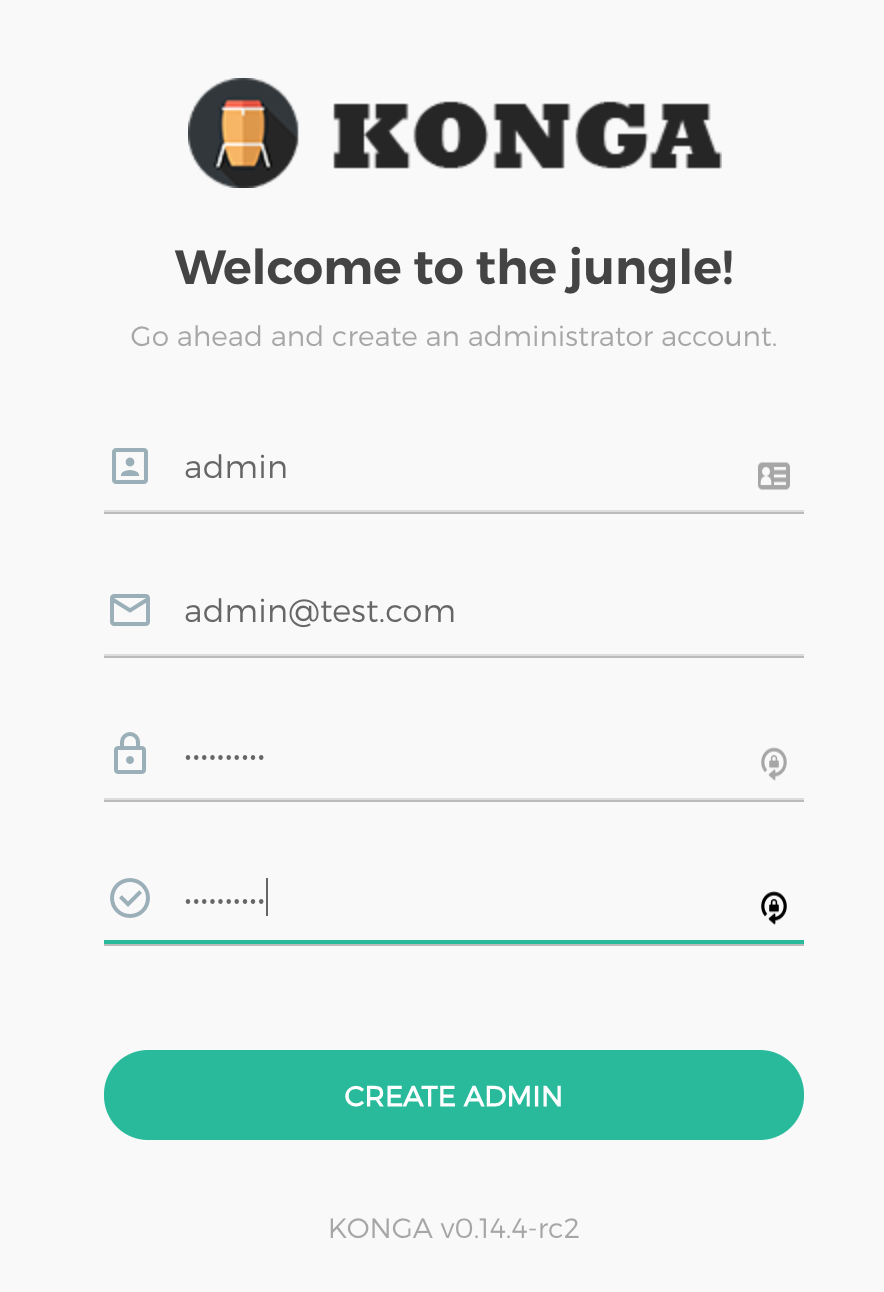 KONGA
Welcome to the jungle!
Go ahead and create an administrator account.
admin
admin@test.com
••••••••••
••••••••••
CREATE ADMIN
KONGA v0.14.4-rc2